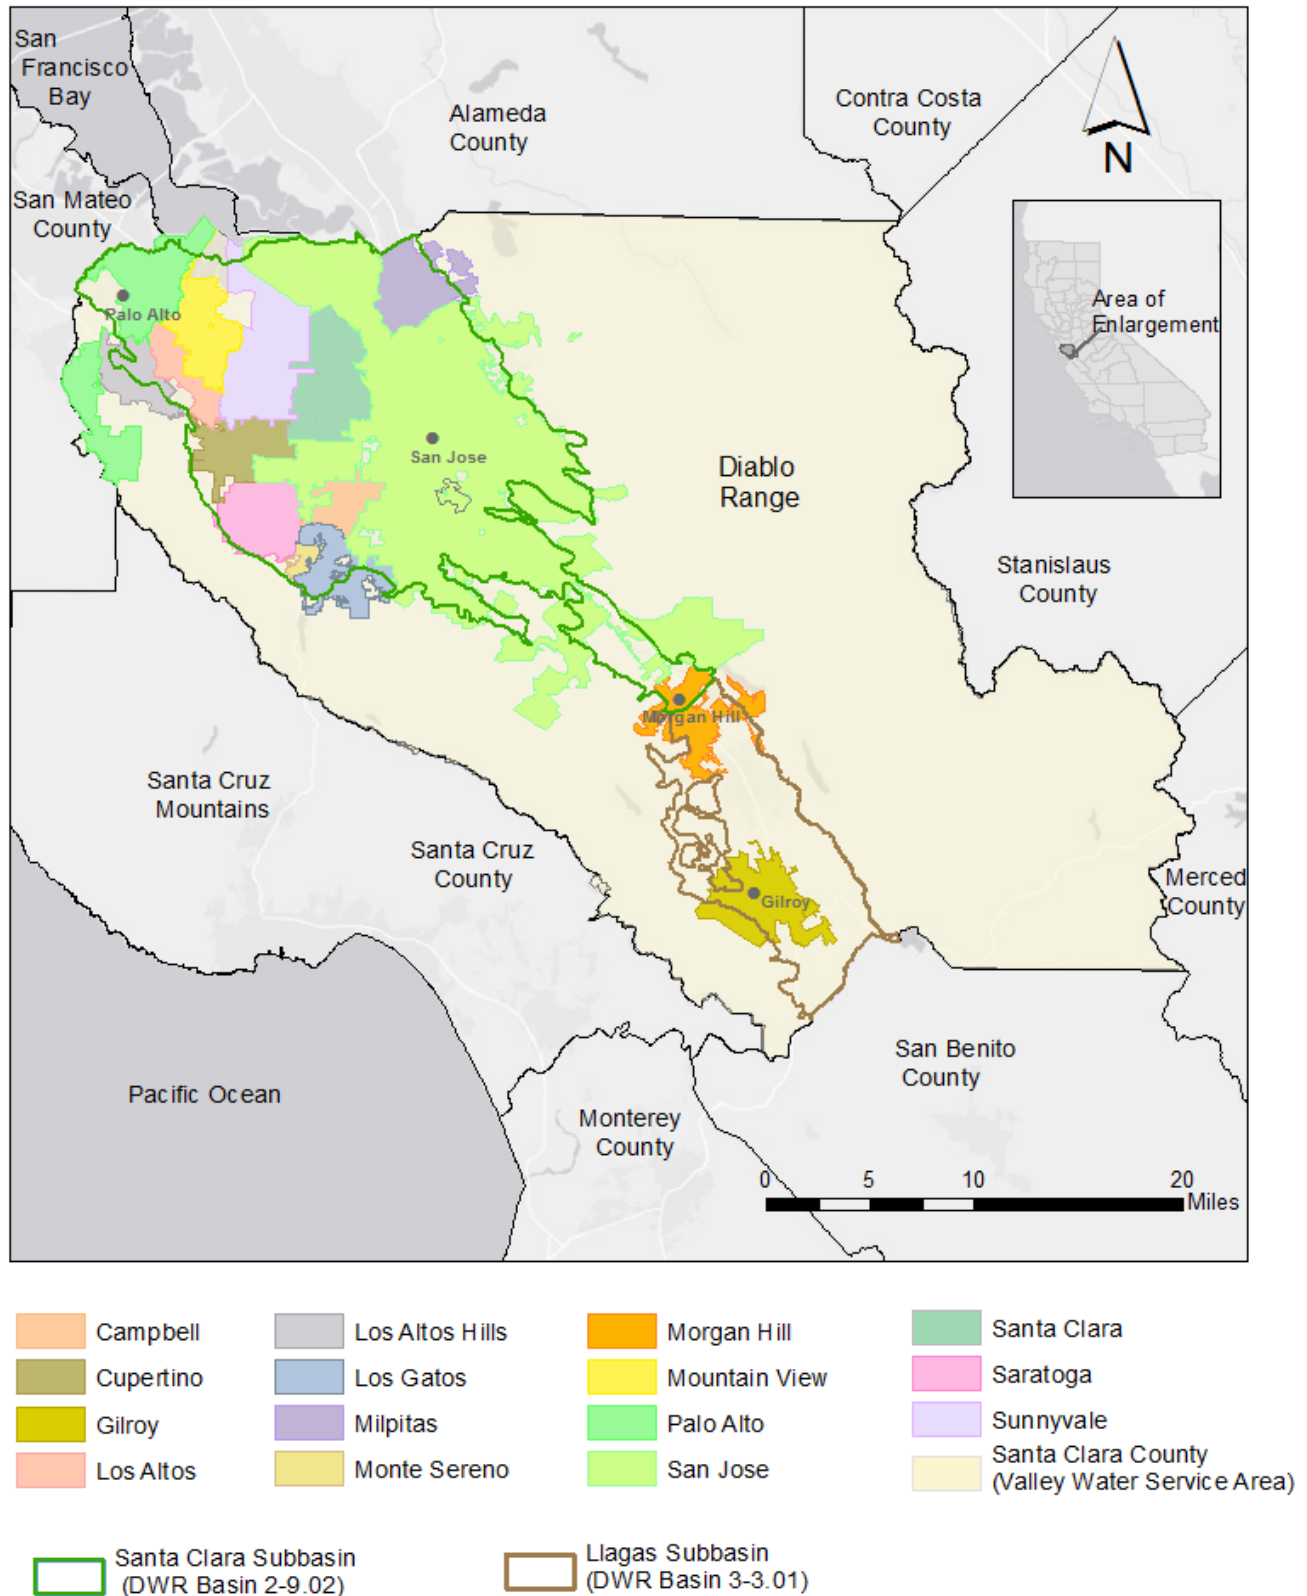 San
Francisco
Bay
Alameda
County
Contra Costa
County
N
San Mateo
County
Area of
Enlargement
Palo Alto
San Jose
Diablo
Range
Stanislaus
County
Morgan Hill
Santa Cruz
Mountains
Santa Cruz
County
Gilroy
Merced
County
San Benito
County
Pacific Ocean
Monterey
County
0 5 10 20
Miles
Campbell
Cupertino
Gilroy
Los Altos
Los Altos Hills
Los Gatos
Milpitas
Monte Sereno
Morgan Hill
Mountain View
Palo Alto
San Jose
Santa Clara
Saratoga
Sunnyvale
Santa Clara County
(Valley Water Service Area)
Santa Clara Subbasin
(DWR Basin 2-9.02)
Llagas Subbasin
(DWR Basin 3-3.01)